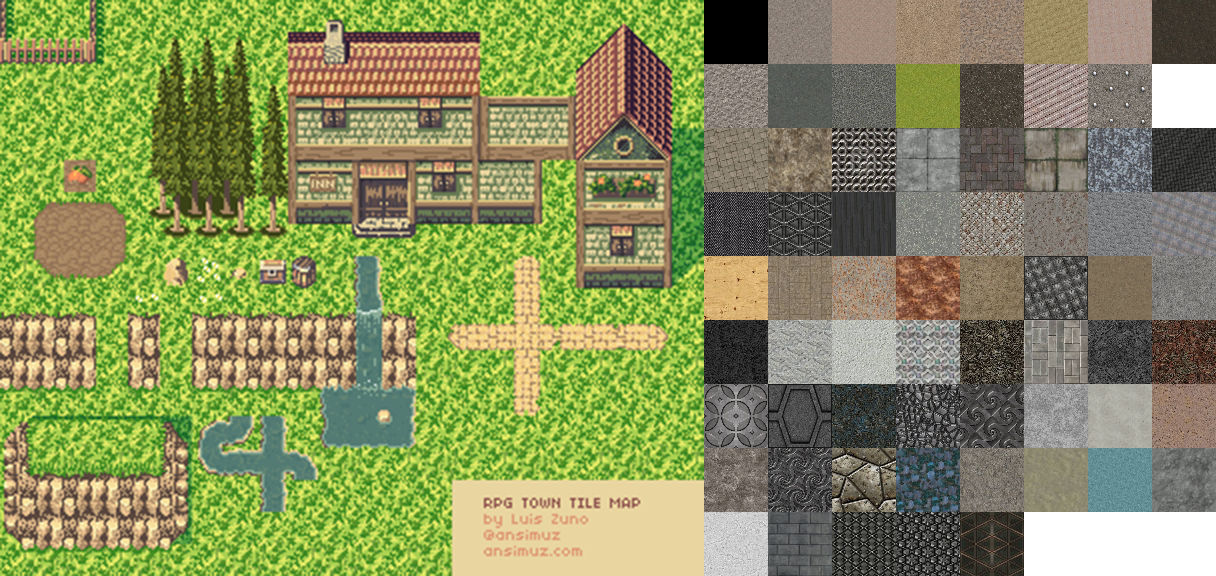 INN
RPG TOWN TILE MAP
by Luis Zuno
@ansimuz
ansimuz.com